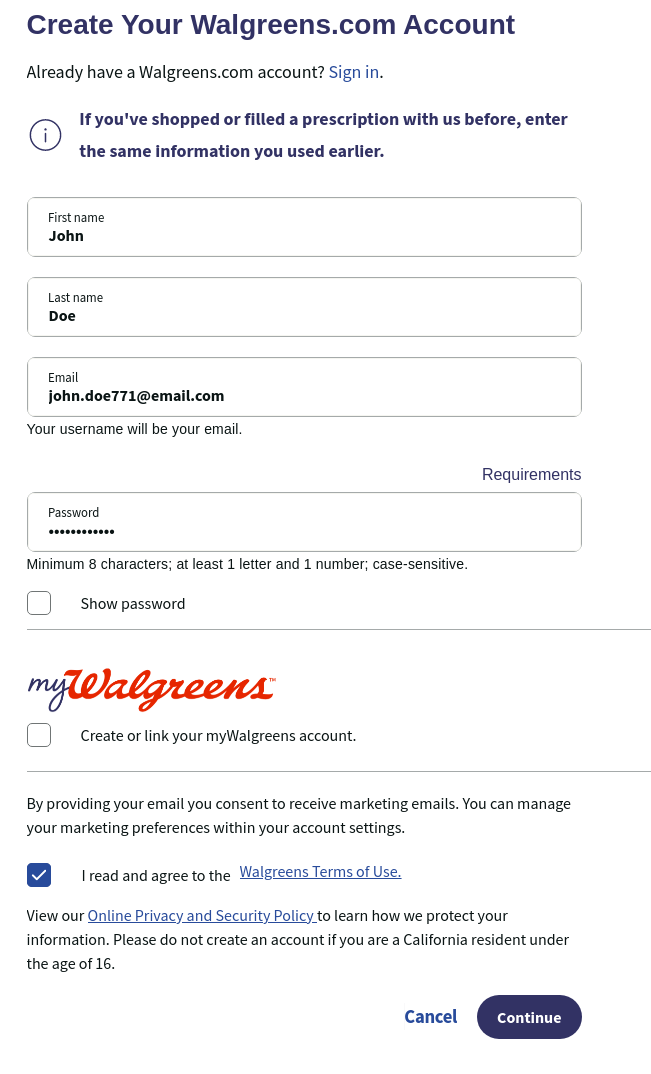 Create Your Walgreens.com Account
Already have a Walgreens.com account? Sign in.
If you've shopped or filled a prescription with us before, enter
the same information you used earlier.
First name
John
Last name
Doe
Email
john.doe771@email.com
Your username will be your email.
Requirements
Password
••••••••••••
Minimum 8 characters; at least 1 letter and 1 number; case-sensitive.
Show password
myWalgreens™
Create or link your myWalgreens account.
By providing your email you consent to receive marketing emails. You can manage
your marketing preferences within your account settings.
I read and agree to the Walgreens Terms of Use.
View our Online Privacy and Security Policy to learn how we protect your
information. Please do not create an account if you are a California resident under
the age of 16.
Cancel Continue